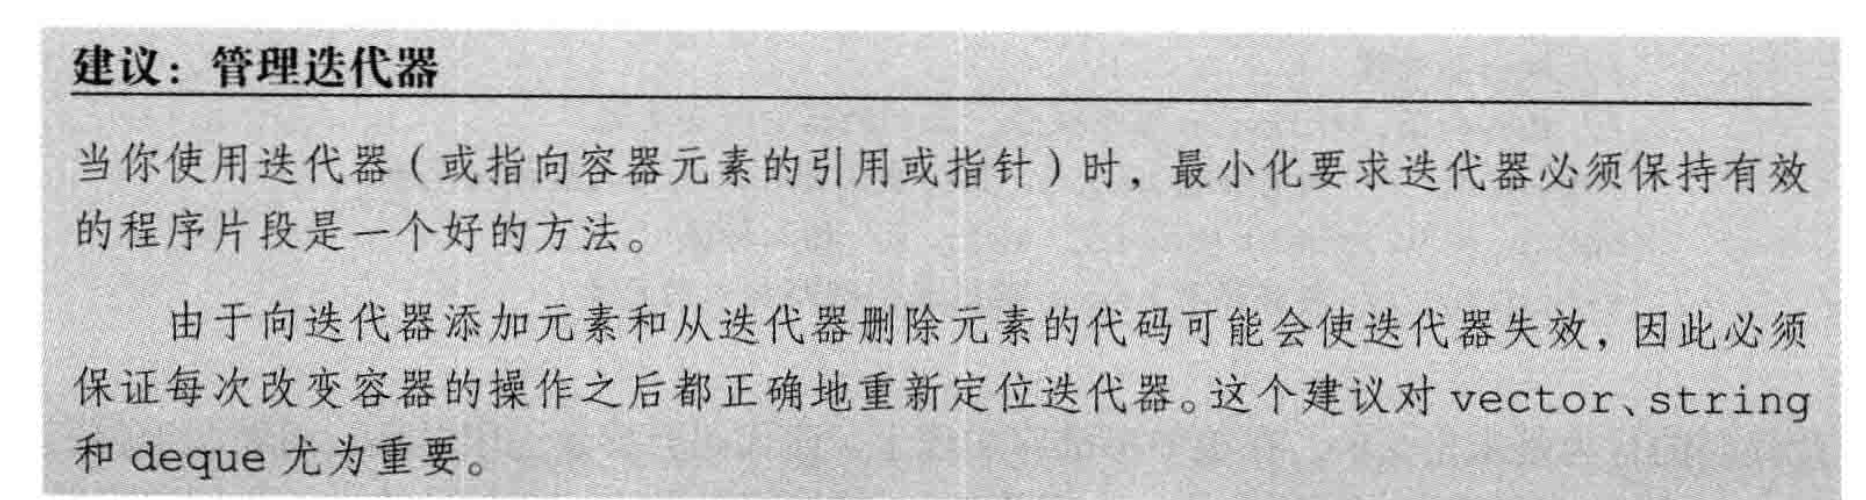 建议：管理迭代器
当你使用迭代器（或指向容器元素的引用或指针）时，最小化要求迭代器必须保持有效
的程序片段是一个好的方法。
由于向迭代器添加元素和从迭代器删除元素的代码可能会使迭代器失效，因此必须
保证每次改变容器的操作之后都正确地重新定位迭代器。这个建议对 vector、string
和 deque 尤为重要。